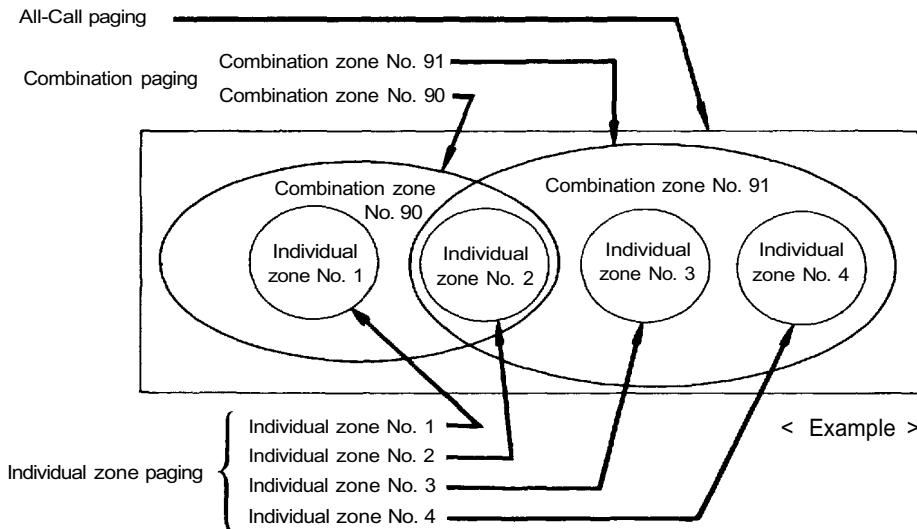 All-Call paging
Combination paging
Combination zone No. 91
Combination zone No. 90
Combination zone
No. 90
Combination zone No. 91
Individual
zone No. 1
Individual
zone No. 2
Individual
zone No. 3
Individual
zone No. 4
Individual zone paging
Individual zone No. 1
Individual zone No. 2
Individual zone No. 3
Individual zone No. 4
< Example >